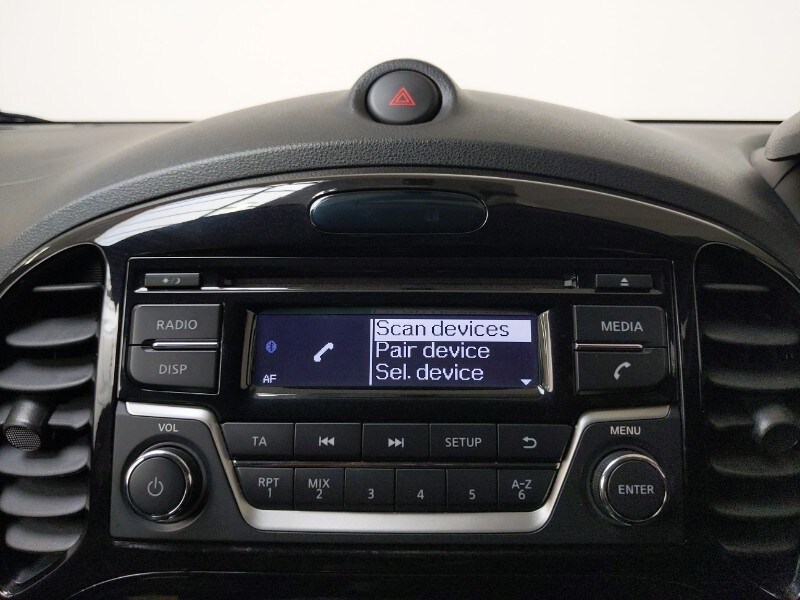 RADIO
MEDIA
DISP
Scan devices
Pair device
Sel. device
AF
VOL
MENU
TA
SETUP
RPT
1
MIX
2
3
4
5
A-Z
6
ENTER